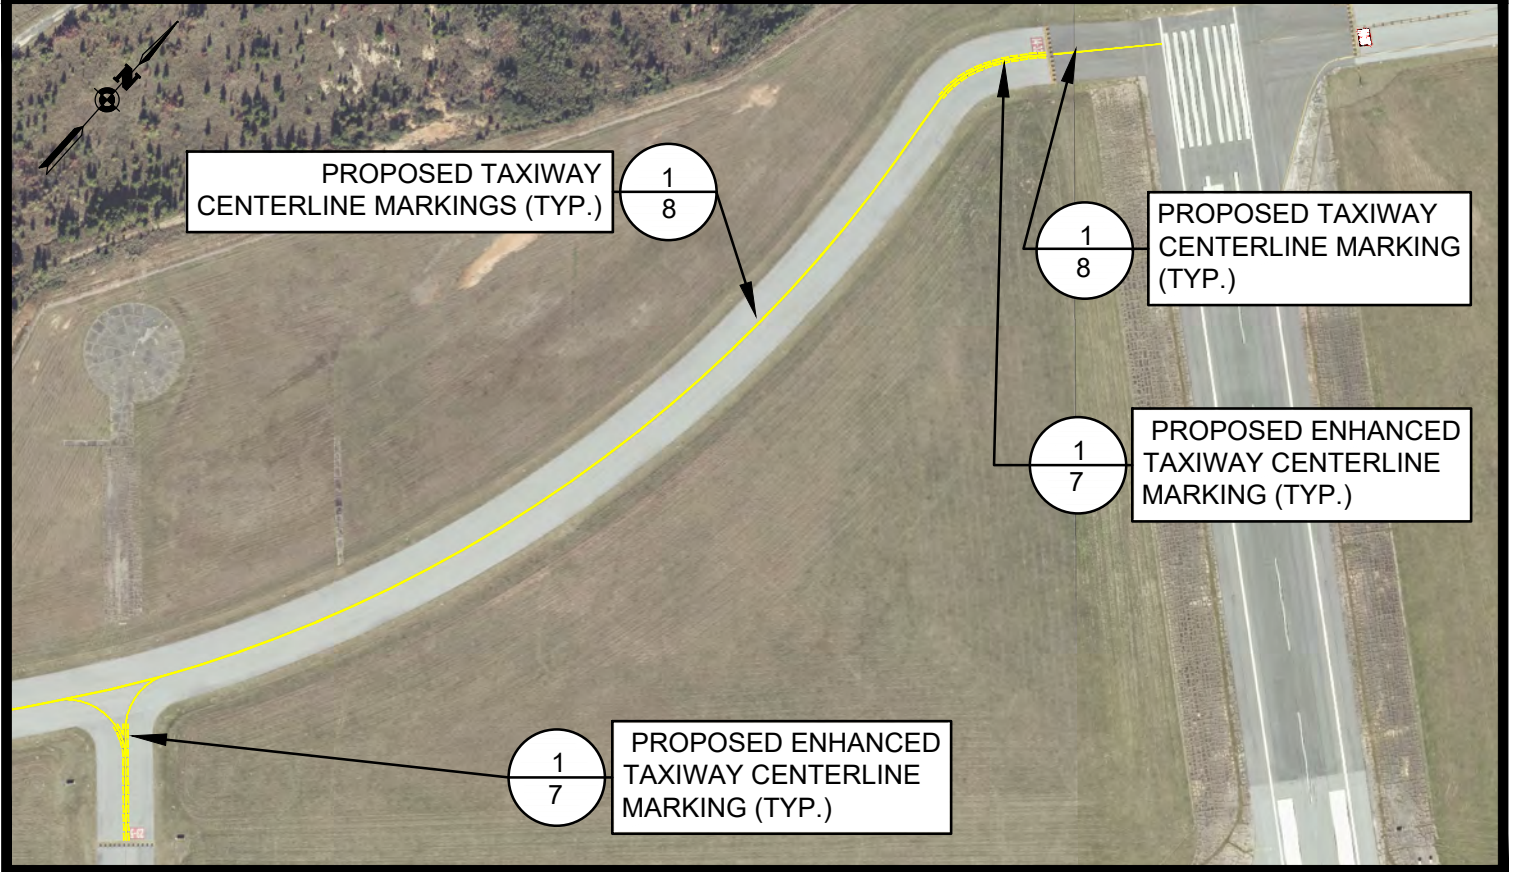 N
PROPOSED TAXIWAY
CENTERLINE MARKINGS (TYP.)
1
8
1
8
PROPOSED TAXIWAY
CENTERLINE MARKING
(TYP.)
1
7
PROPOSED ENHANCED
TAXIWAY CENTERLINE
MARKING (TYP.)
1
7
PROPOSED ENHANCED
TAXIWAY CENTERLINE
MARKING (TYP.)